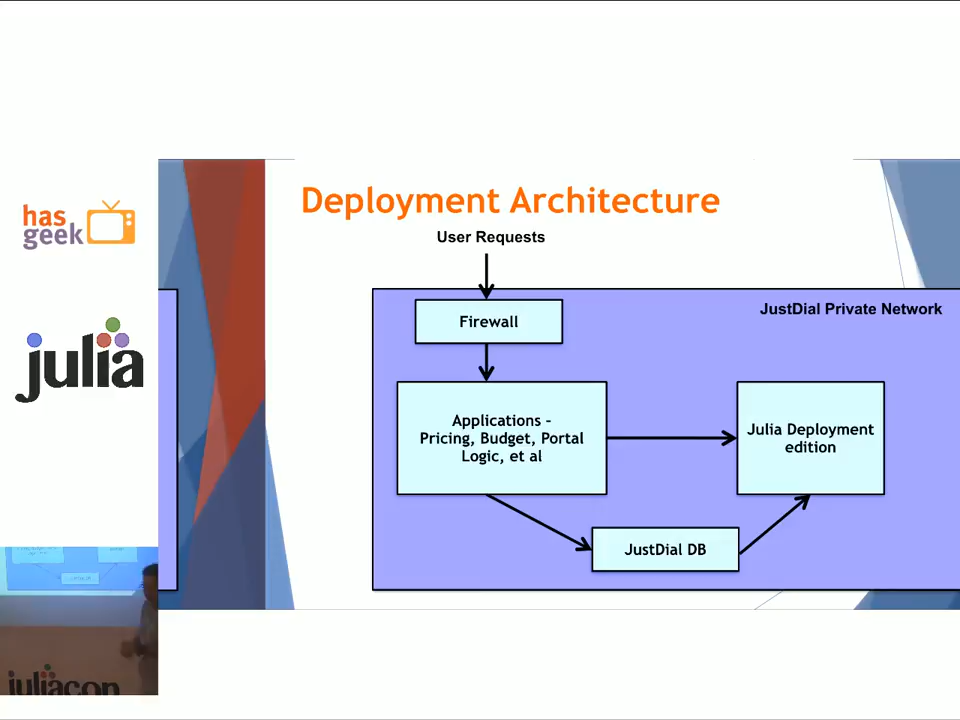 has
geek
julia
Deployment Architecture
User Requests
JustDial Private Network
Firewall
Applications –
Pricing, Budget, Portal
Logic, et al
Julia Deployment
edition
JustDial DB
juliacon